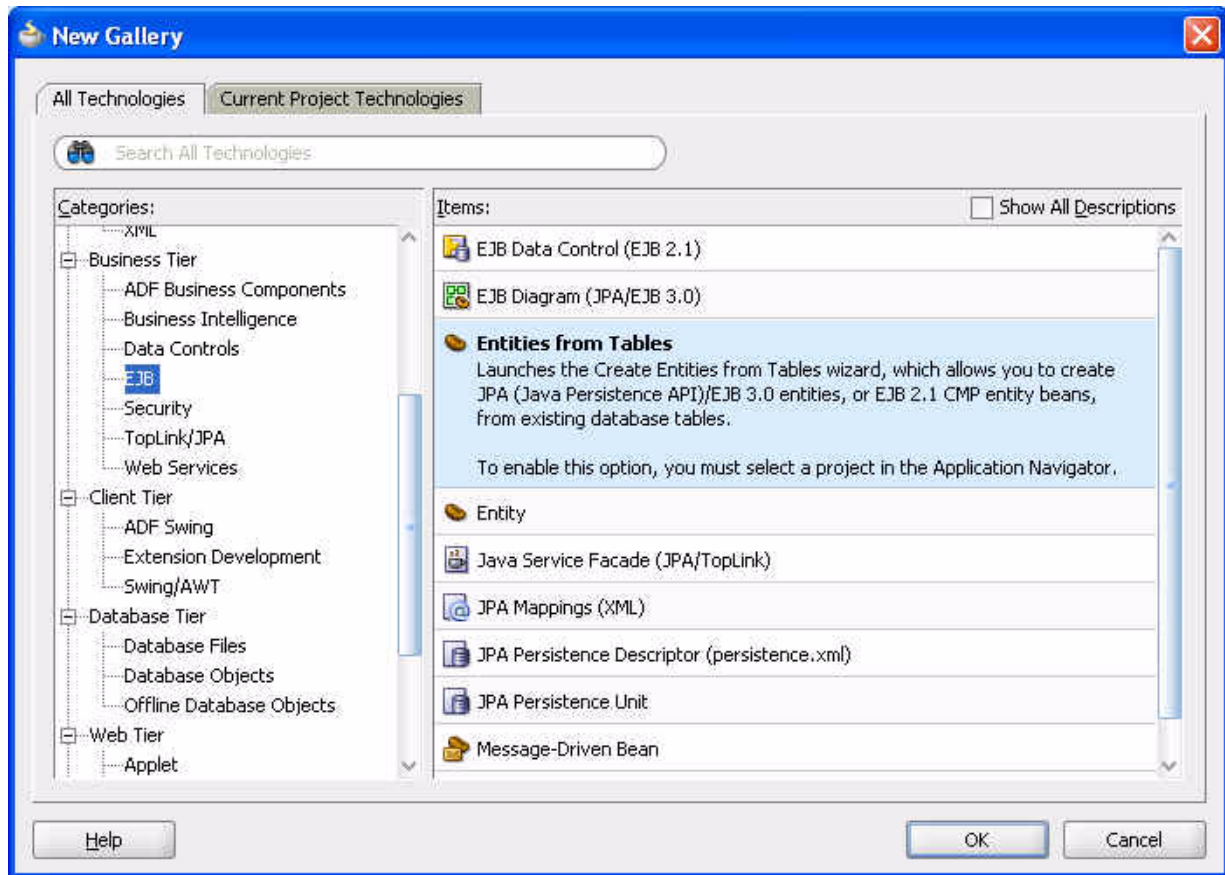 New Gallery
All Technologies
Current Project Technologies
Search All Technologies
Categories:
XML
Business Tier
ADF Business Components
Business Intelligence
Data Controls
EJB
Security
TopLink/JPA
Web Services
Client Tier
ADF Swing
Extension Development
Swing/AWT
Database Tier
Database Files
Database Objects
Offline Database Objects
Web Tier
Applet
Items:
Show All Descriptions
EJB Data Control (EJB 2.1)
EJB Diagram (JPA/EJB 3.0)
Entities from Tables
Launches the Create Entities from Tables wizard, which allows you to create
JPA (Java Persistence API)/EJB 3.0 entities, or EJB 2.1 CMP entity beans,
from existing database tables.
To enable this option, you must select a project in the Application Navigator.
Entity
Java Service Facade (JPA/TopLink)
JPA Mappings (XML)
JPA Persistence Descriptor (persistence.xml)
JPA Persistence Unit
Message-Driven Bean
Help
OK
Cancel